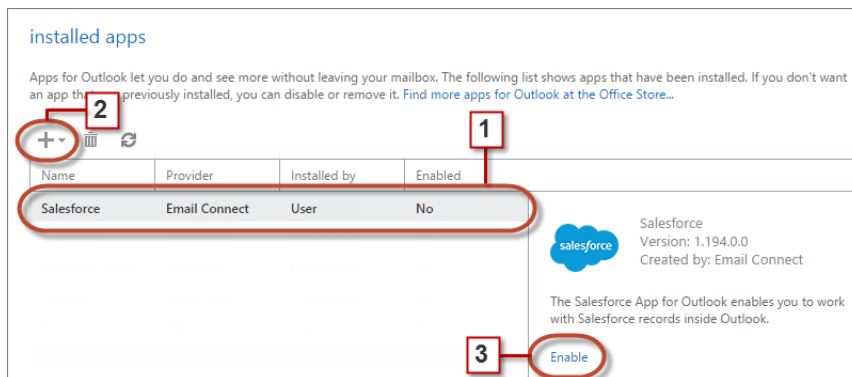 installed apps
Apps for Outlook let you do and see more without leaving your mailbox. The following list shows apps that have been installed. If you don't want
an app previously installed, you can disable or remove it. Find more apps for Outlook at the Office Store...
2
1
Name Provider Installed by Enabled
Salesforce Email Connect User No
salesforce
Salesforce
Version: 1.194.0.0
Created by: Email Connect
The Salesforce App for Outlook enables you to work
with Salesforce records inside Outlook.
3
Enable